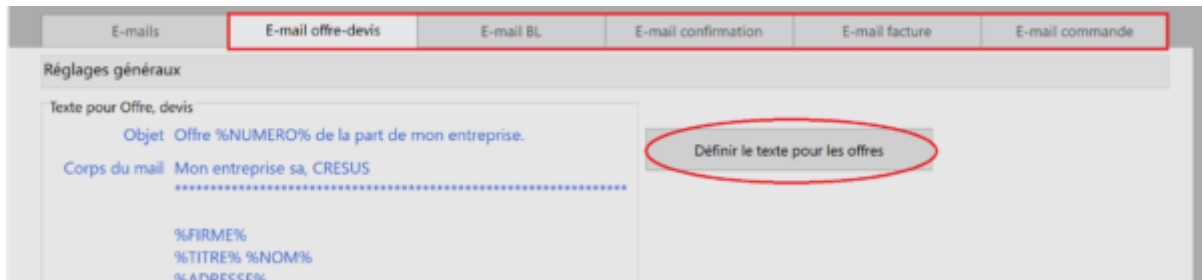 E-mails E-mail offre-devis E-mail BL E-mail confirmation E-mail facture E-mail commande
Réglages généraux
Texte pour Offre, devis
Objet Offre %NUMERO% de la part de mon entreprise.
Définir le texte pour les offres
Corps du mail Mon entreprise sa, CRESUS
****************************************************************
%FIRME%
%TITRE% %NOM%
%ADRESSE%